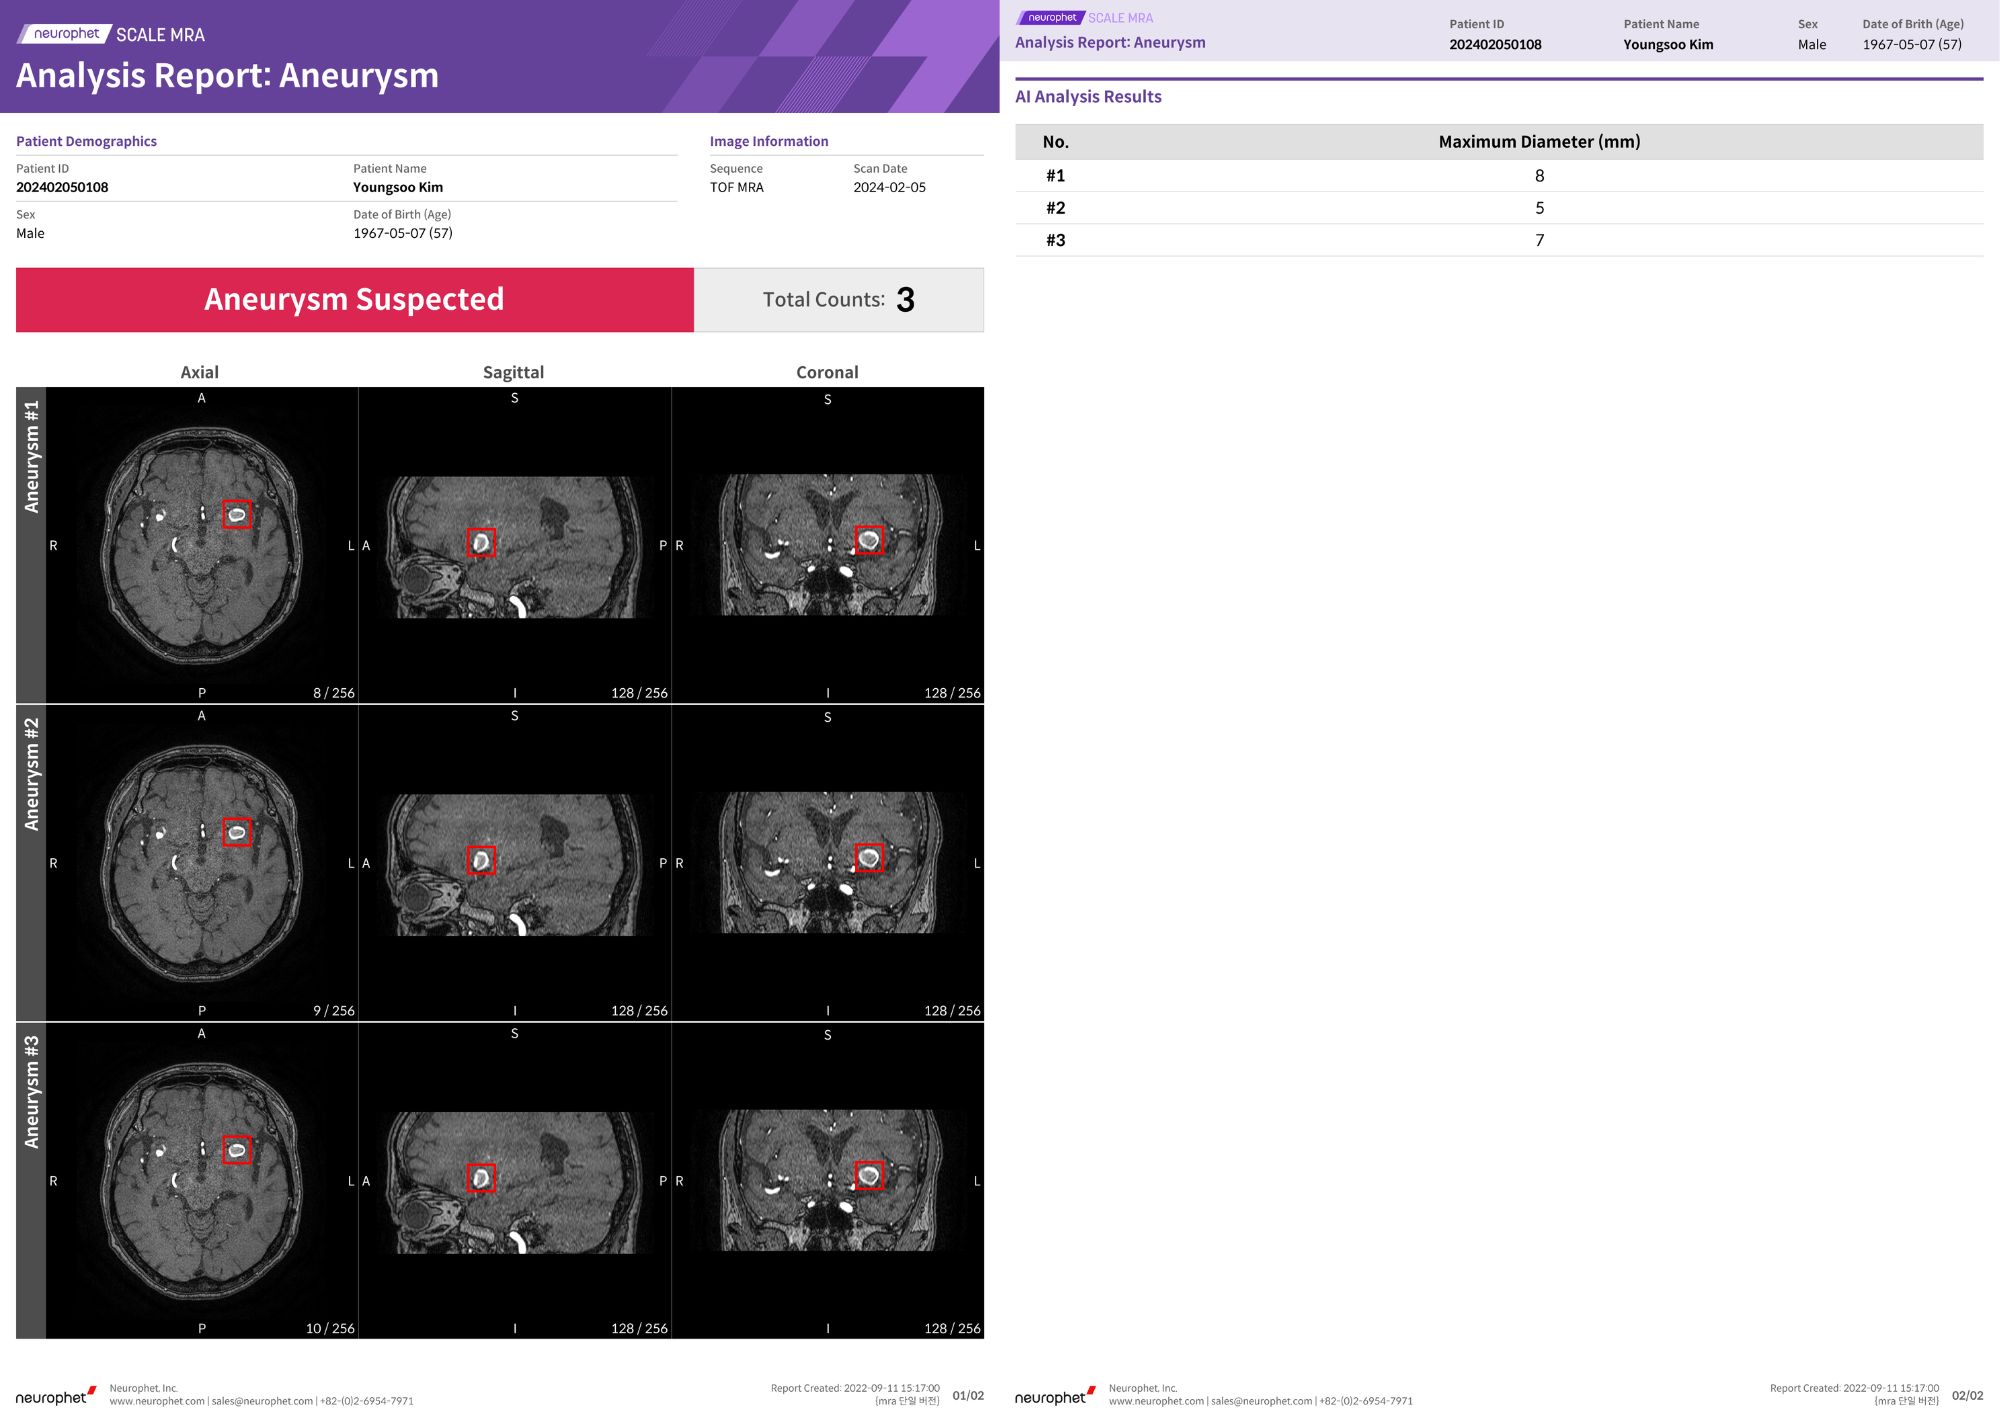 neurophet SCALE MRA
Analysis Report: Aneurysm
Patient Demographics
Patient ID Patient Name
202402050108 Youngsoo Kim
Sex Date of Birth (Age)
Male 1967-05-07 (57)
Image Information
Sequence Scan Date
TOF MRA 2024-02-05
Aneurysm Suspected Total Counts: 3
Axial Sagittal Coronal
Aneurysm #1
A S S
R L A P R L
P 8 / 256 I 128 / 256 I 128 / 256
Aneurysm #2
A S S
R L A P R L
P 9 / 256 I 128 / 256 I 128 / 256
Aneurysm #3
A S S
R L A P R L
P 10 / 256 I 128 / 256 I 128 / 256
neurophet
Neurophet, Inc.
www.neurophet.com | sales@neurophet.com | +82-(0)2-6954-7971
Report Created: 2022-09-11 15:17:00
{mra 단일 버전}
01/02
neurophet SCALE MRA
Analysis Report: Aneurysm
Patient ID Patient Name Sex Date of Birth (Age)
202402050108 Youngsoo Kim Male 1967-05-07 (57)
AI Analysis Results
No. Maximum Diameter (mm)
#1 8
#2 5
#3 7
neurophet
Neurophet, Inc.
www.neurophet.com | sales@neurophet.com | +82-(0)2-6954-7971
Report Created: 2022-09-11 15:17:00
{mra 단일 버전}
02/02